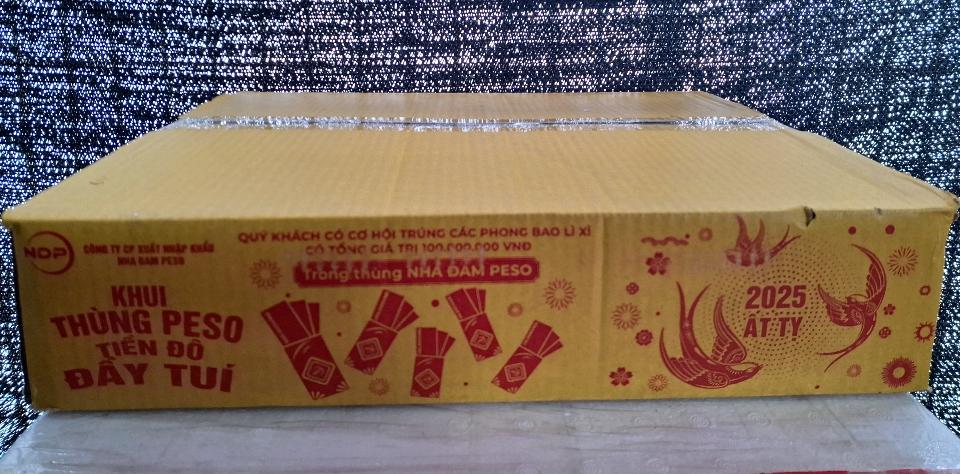 NDP
CÔNG TY CP XUẤT NHẬP KHẨU
NHA ĐAM PESO
KHUI
THÙNG PESO
TIỀN ĐÔ
ĐẦY TUÍ
QUÝ KHÁCH CÓ CƠ HỘI TRÚNG CÁC PHONG BAO LÌ XÌ
CÓ TỔNG GIÁ TRỊ 100.000.000 VNĐ
Trong thùng NHA ĐAM PESO
2025
ẤT TỴ